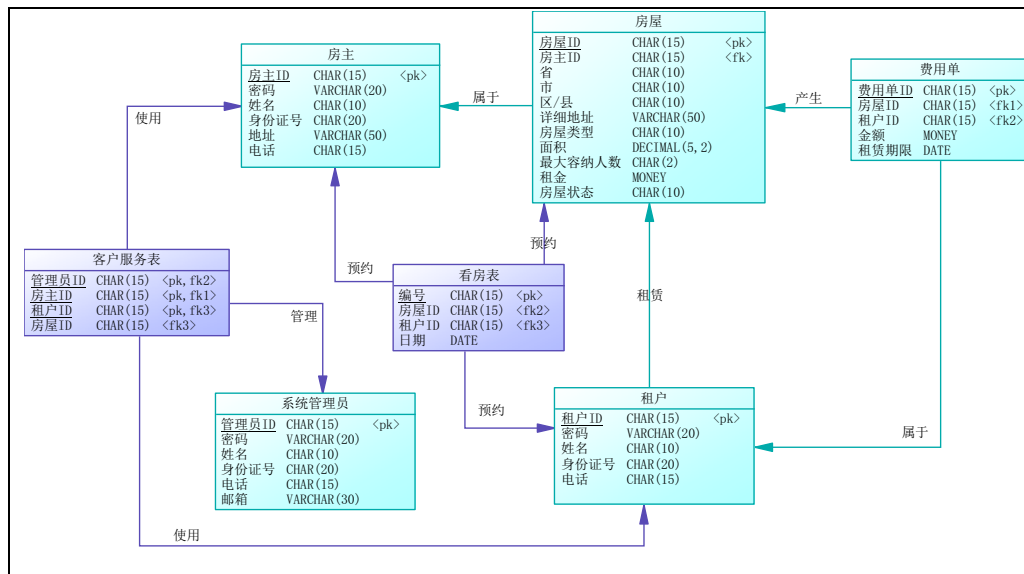 房主
房主ID CHAR(15) <pk>
密码 VARCHAR(20)
姓名 CHAR(10)
身份证号 CHAR(20)
地址 VARCHAR(50)
电话 CHAR(15)
属于
房屋
房屋ID CHAR(15) <pk>
房主ID CHAR(15) <fk>
省 CHAR(10)
市 CHAR(10)
区/县 CHAR(10)
详细地址 VARCHAR(50)
房屋类型 CHAR(10)
面积 DECIMAL(5,2)
最大容纳人数 CHAR(2)
租金 MONEY
房屋状态 CHAR(10)
产生
费用单
费用单ID CHAR(15) <pk>
房屋ID CHAR(15) <fk1>
租户ID CHAR(15) <fk2>
金额 MONEY
租赁期限 DATE
使用
客户服务表
管理员ID CHAR(15) <pk,fk2>
房主ID CHAR(15) <pk,fk1>
租户ID CHAR(15) <pk,fk3>
房屋ID CHAR(15) <fk3>
管理
预约
预约
看房表
编号 CHAR(15) <pk>
房屋ID CHAR(15) <fk2>
租户ID CHAR(15) <fk3>
日期 DATE
租赁
系统管理员
管理员ID CHAR(15) <pk>
密码 VARCHAR(20)
姓名 CHAR(10)
身份证号 CHAR(20)
电话 CHAR(15)
邮箱 VARCHAR(30)
预约
租户
租户ID CHAR(15) <pk>
密码 VARCHAR(20)
姓名 CHAR(10)
身份证号 CHAR(20)
电话 CHAR(15)
属于
使用